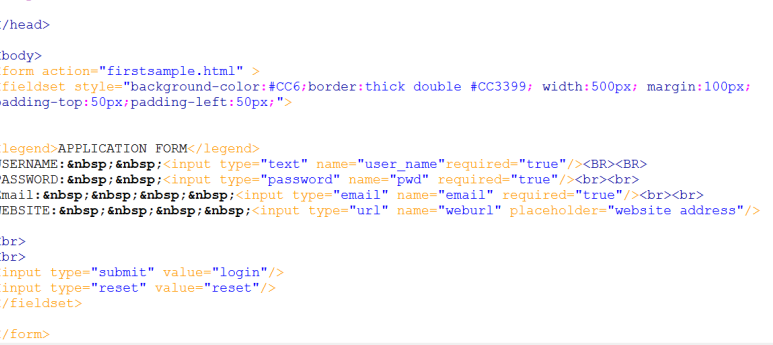 /head>
body>
form action="firstsample.html" >
fieldset style="background-color:#CC6;border:thick double #CC3399; width:500px; margin:100px;
padding-top:50px;padding-left:50px;">
legend>APPLICATION FORM</legend>
USERNAME:&nbsp;&nbsp;<input type="text" name="user_name"required="true"/><BR><BR>
PASSWORD:&nbsp;&nbsp;<input type="password" name="pwd" required="true"/><br><br>
Email:&nbsp;&nbsp;&nbsp;&nbsp;<input type="email" name="email" required="true"/><br><br>
WEBSITE:&nbsp;&nbsp;&nbsp;&nbsp;<input type="url" name="weburl" placeholder="website address"/>
br>
br>
input type="submit" value="login"/>
input type="reset" value="reset"/>
/fieldset>
/form>